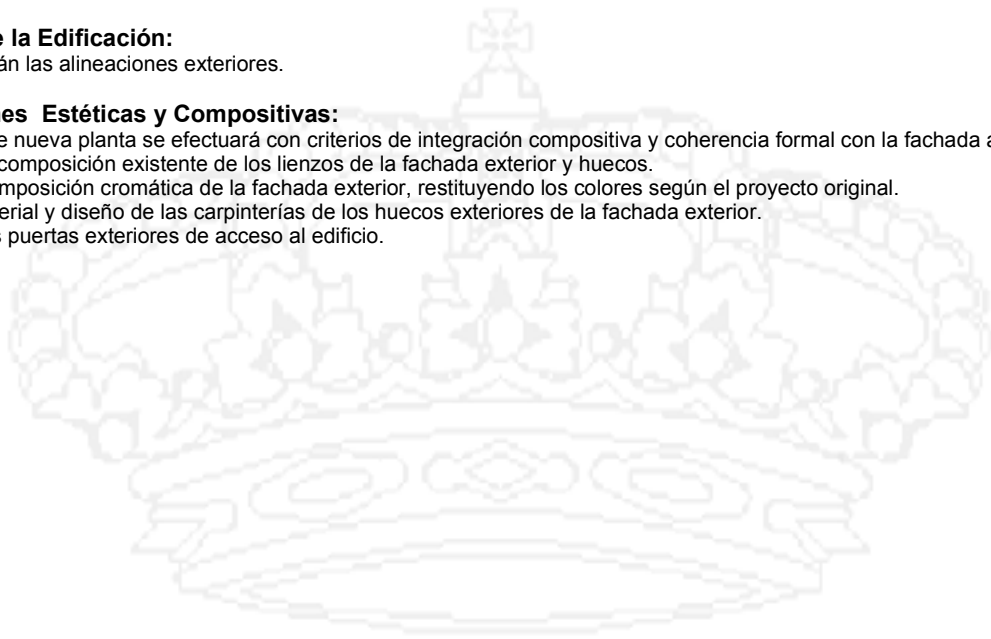 e la Edificación:
án las alineaciones exteriores.
nes Estéticas y Compositivas:
e nueva planta se efectuará con criterios de integración compositiva y coherencia formal con la fachada a
composición existente de los lienzos de la fachada exterior y huecos.
mposición cromática de la fachada exterior, restituyendo los colores según el proyecto original.
erial y diseño de las carpinterías de los huecos exteriores de la fachada exterior.
s puertas exteriores de acceso al edificio.